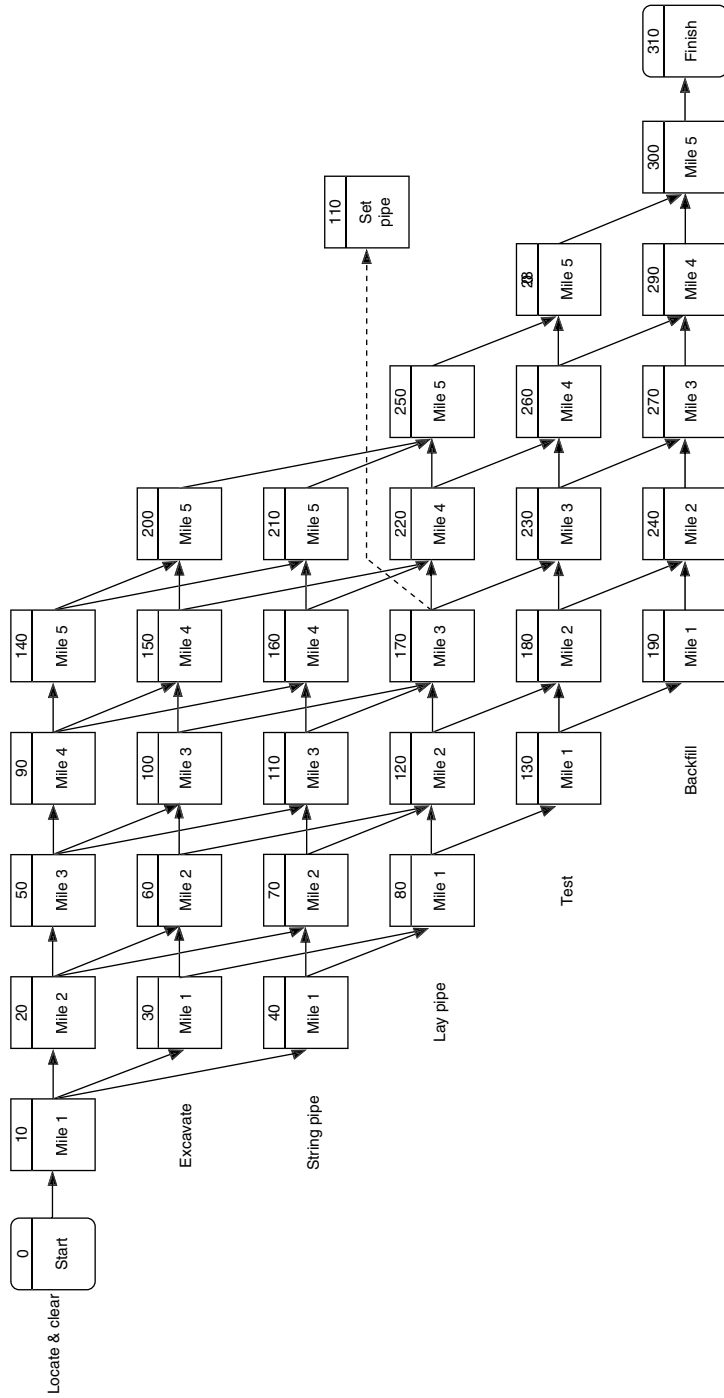 Locate & clear
0
Start
10
Mile 1
20
Mile 2
50
Mile 3
90
Mile 4
140
Mile 5
Excavate
30
Mile 1
60
Mile 2
100
Mile 3
150
Mile 4
200
Mile 5
String pipe
40
Mile 1
70
Mile 2
110
Mile 3
160
Mile 4
210
Mile 5
110
Set
pipe
Lay pipe
80
Mile 1
120
Mile 2
170
Mile 3
220
Mile 4
250
Mile 5
Test
130
Mile 1
180
Mile 2
230
Mile 3
260
Mile 4
Mile 5
Backfill
190
Mile 1
240
Mile 2
270
Mile 3
290
Mile 4
300
Mile 5
310
Finish